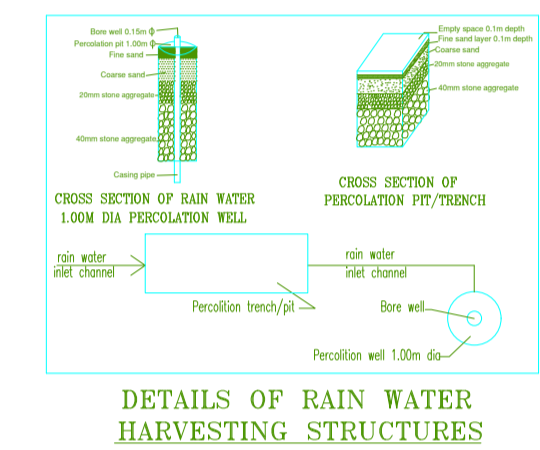 Bore well 0.15m ϕ
Percolation pit 1.00m ϕ
Fine sand
Coarse sand
20mm stone aggregate
40mm stone aggregate
Casing pipe
CROSS SECTION OF RAIN WATER
1.00M DIA PERCOLATION WELL
Empty space 0.1m depth
Fine sand layer 0.1m depth
Coarse sand
20mm stone aggregate
40mm stone aggregate
CROSS SECTION OF
PERCOLATION PIT/TRENCH
rain water
inlet channel
Percolition trench/pit
rain water
inlet channel
Bore well
Percolition well 1.00m dia
DETAILS OF RAIN WATER
HARVESTING STRUCTURES